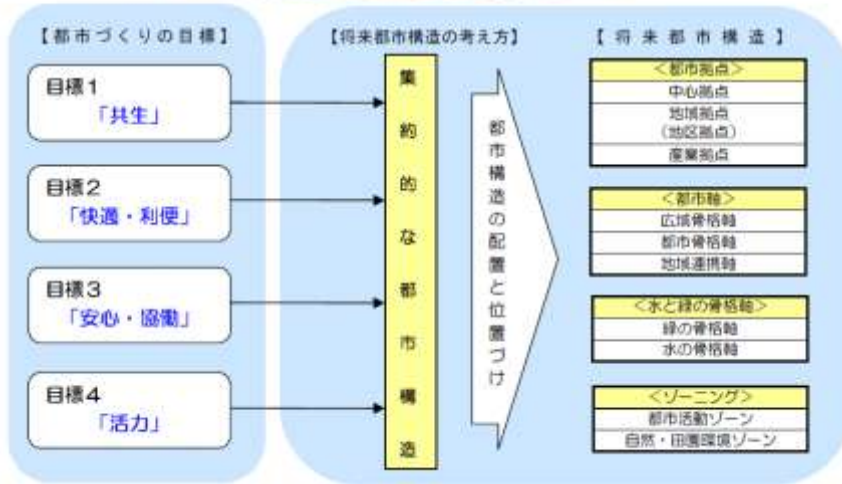 【都市づくりの目標】
目標1
「共生」
目標2
「快適・利便」
目標3
「安心・協働」
目標4
「活力」
【将来都市構造の考え方】
集約的な都市構造
都市構造の配置と位置づけ
【将来都市構造】
＜都市拠点＞
中心拠点
地域拠点
（地区拠点）
産業拠点
＜都市軸＞
広域骨格軸
都市骨格軸
地域連携軸
＜水と緑の骨格軸＞
緑の骨格軸
水の骨格軸
＜ゾーニング＞
都市活動ゾーン
自然・田園環境ゾーン